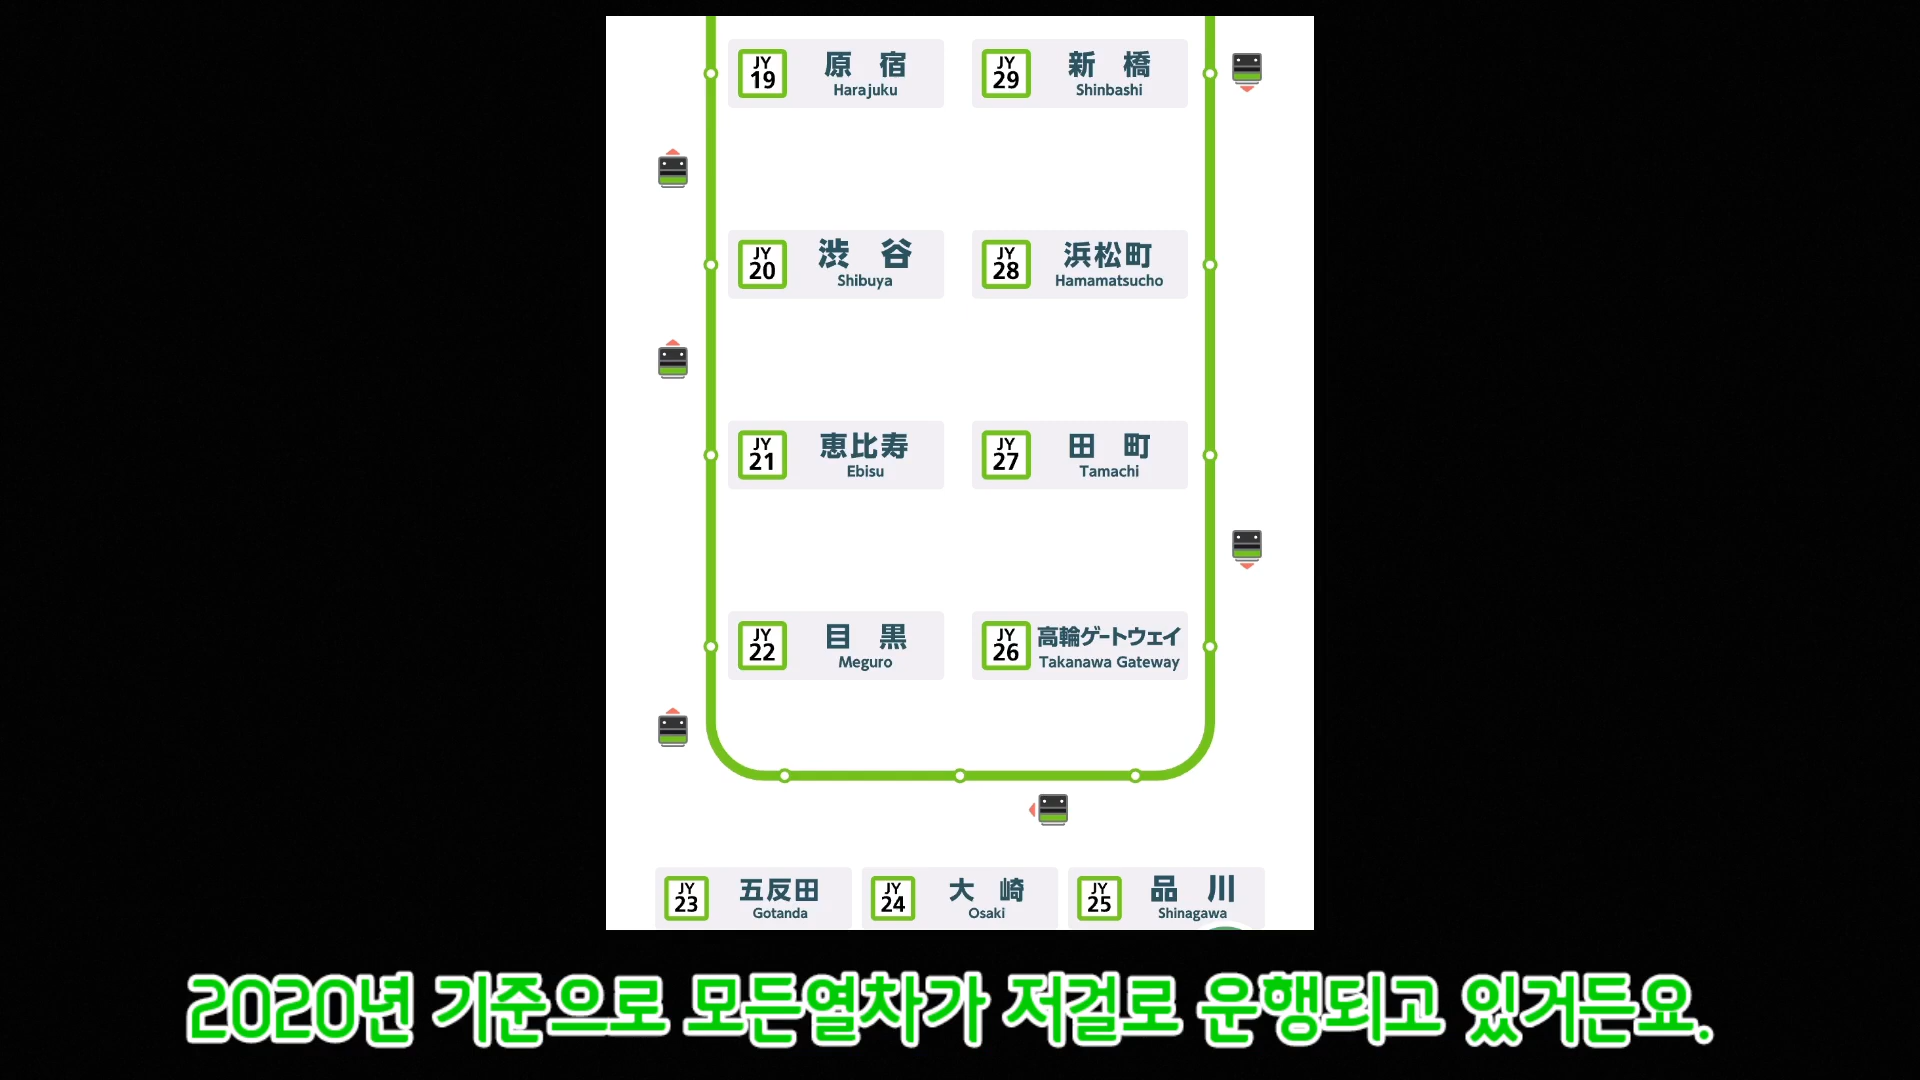 JY
19
原 宿
Harajuku
JY
29
新 橋
Shinbashi
JY
20
渋 谷
Shibuya
JY
28
浜松町
Hamamatsucho
JY
21
恵比寿
Ebisu
JY
27
田 町
Tamachi
JY
22
目 黒
Meguro
JY
26
高輪ゲートウェイ
Takanawa Gateway
JY
23
五反田
Gotanda
JY
24
大 崎
Osaki
JY
25
品 川
Shinagawa
2020년 기준으로 모든열차가 저걸로 운행되고 있거든요.